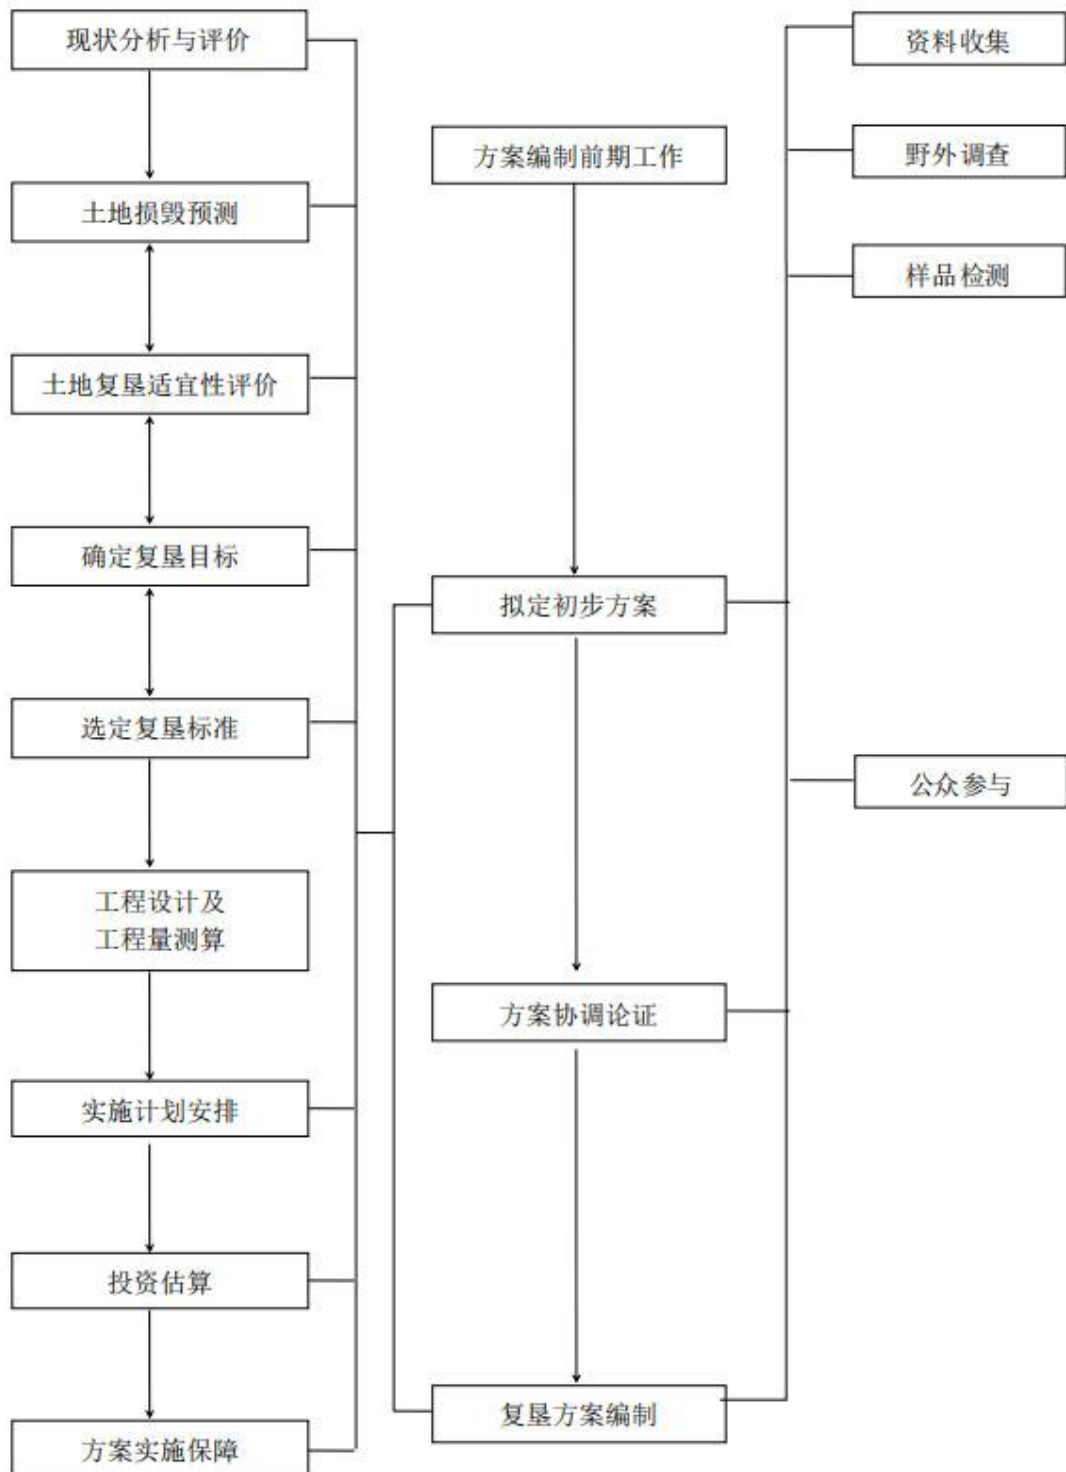 现状分析与评价
土地损毁预测
土地复垦适宜性评价
确定复垦目标
选定复垦标准
工程设计及
工程量测算
实施计划安排
投资估算
方案实施保障
方案编制前期工作
拟定初步方案
方案协调论证
复垦方案编制
资料收集
野外调查
样品检测
公众参与